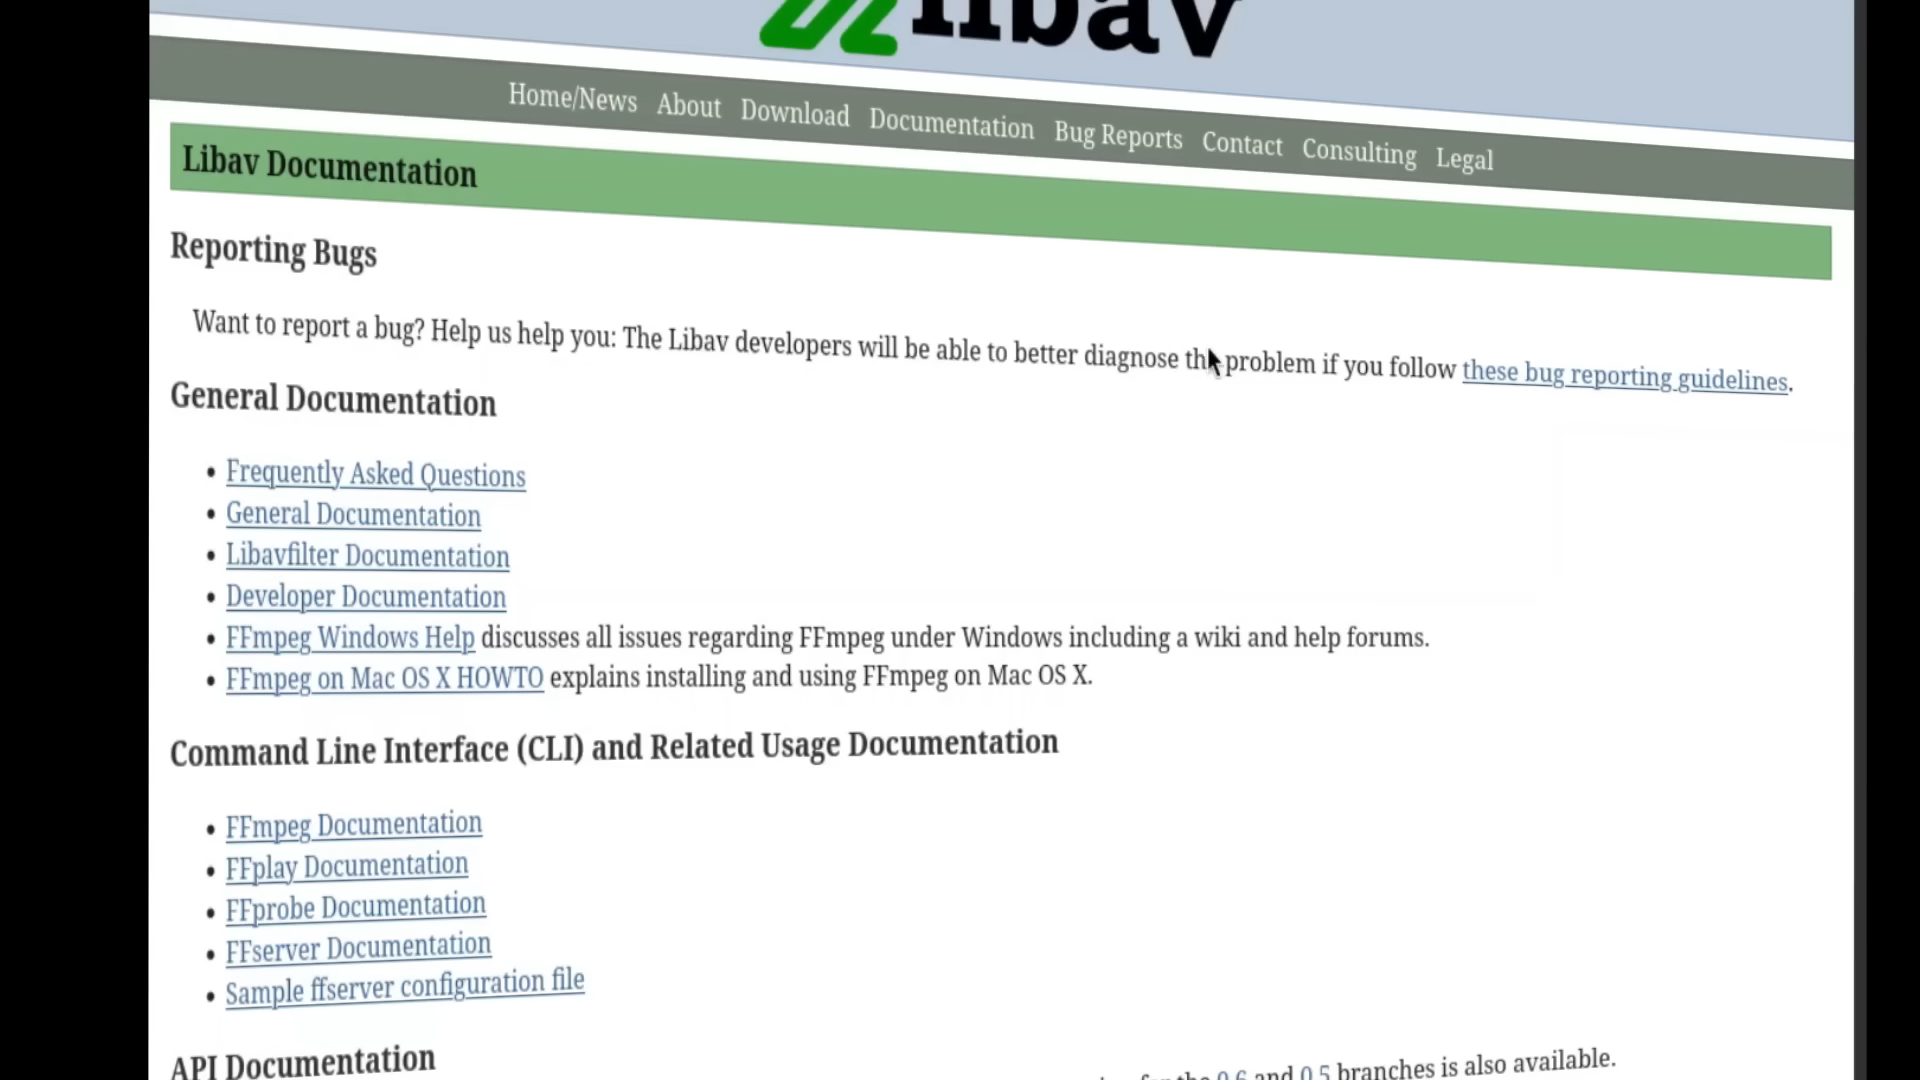 libav
Home/News About Download Documentation Bug Reports Contact Consulting Legal
Libav Documentation
Reporting Bugs
Want to report a bug? Help us help you: The Libav developers will be able to better diagnose the problem if you follow these bug reporting guidelines.
General Documentation
• Frequently Asked Questions
• General Documentation
• Libavfilter Documentation
• Developer Documentation
• FFmpeg Windows Help discusses all issues regarding FFmpeg under Windows including a wiki and help forums.
• FFmpeg on Mac OS X HOWTO explains installing and using FFmpeg on Mac OS X.
Command Line Interface (CLI) and Related Usage Documentation
• FFmpeg Documentation
• FFplay Documentation
• FFprobe Documentation
• FFserver Documentation
• Sample ffserver configuration file
API Documentation
for the 0.6 and 0.5 branches is also available.